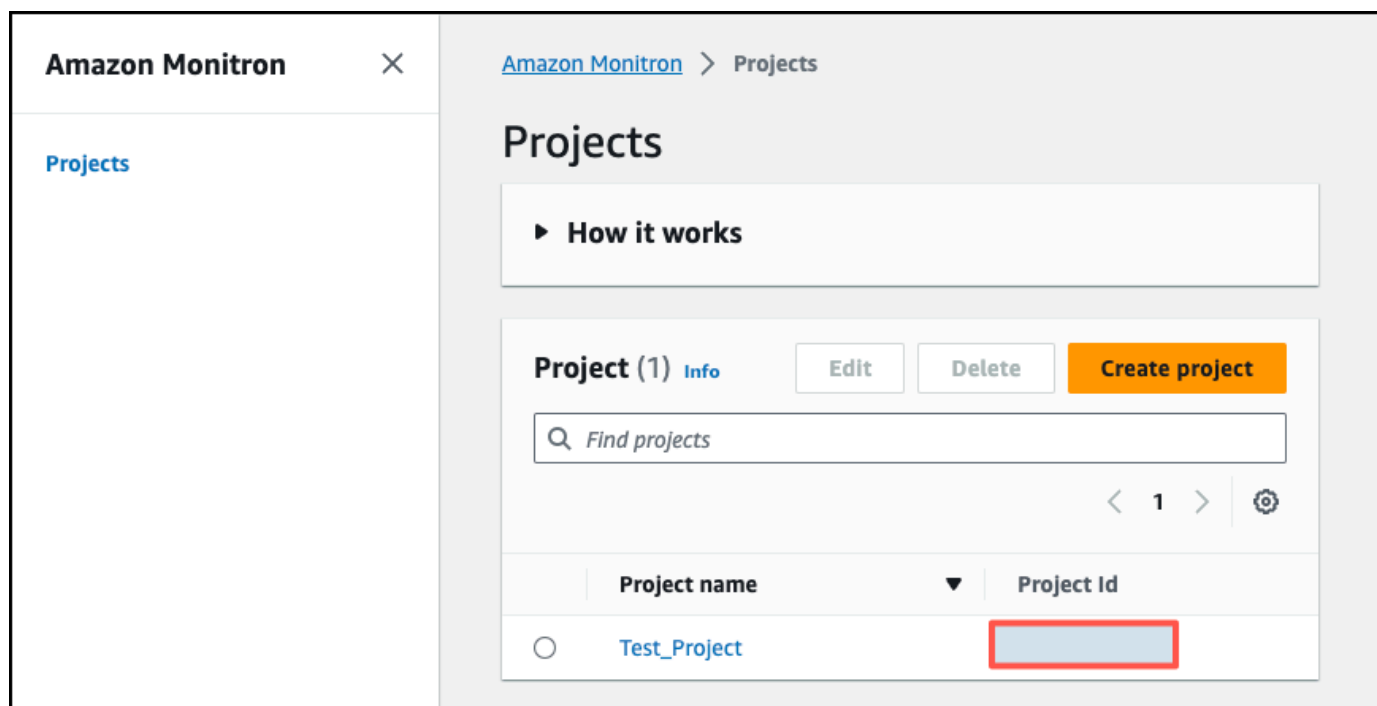 Amazon Monitron
Projects
Amazon Monitron > Projects
Projects
How it works
Project (1) Info
Edit
Delete
Create project
Find projects
1
Project name
Project Id
Test_Project